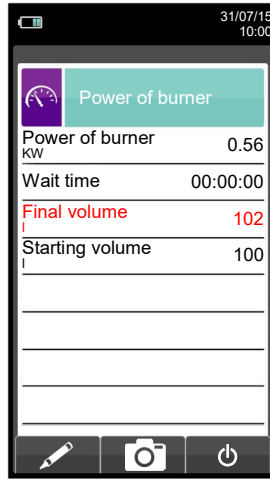 31/07/15
10:00
Power of burner
Power of burner 0.56
KW
Wait time 00:00:00
Final volume 102
l
Starting volume 100
l